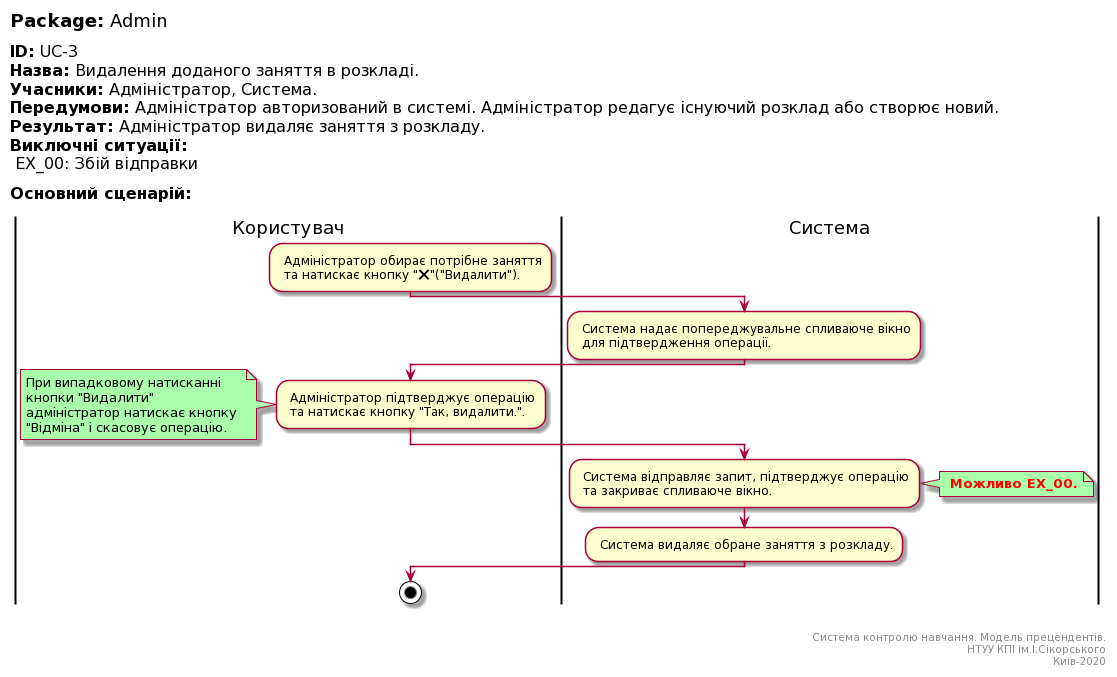 Package: Admin
ID: UC-3
Назва: Видалення доданого заняття в розкладі.
Учасники: Адміністратор, Система.
Передумови: Адміністратор авторизований в системі. Адміністратор редагує існуючий розклад або створює новий.
Результат: Адміністратор видаляє заняття з розкладу.
Виключні ситуації:
EX_00: Збій відправки
Основний сценарій:
Користувач
Система
Адміністратор обирає потрібне заняття
та натискає кнопку "❌"("Видалити").
Система надає попереджувальне спливаюче вікно
для підтвердження операції.
При випадковому натисканні
кнопки "Видалити"
адміністратор натискає кнопку
"Відміна" і скасовує операцію.
Адміністратор підтверджує операцію
та натискає кнопку "Так, видалити.".
Система відправляє запит, підтверджує операцію
та закриває спливаюче вікно.
Можливо EX_00.
Система видаляє обране заняття з розкладу.
Система контролю навчання. Модель прецендентів.
НТУУ КПІ ім.І.Сікорського
Киів-2020